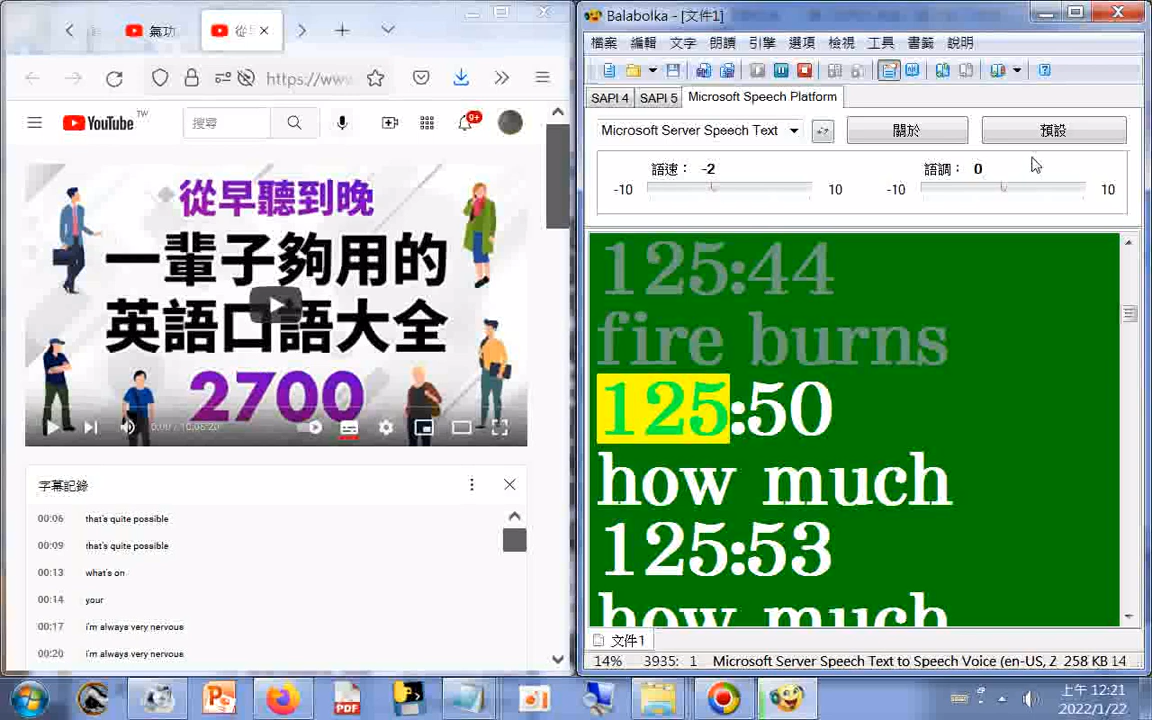 氣功
從!
https://www
YouTube TW
搜尋
9+
從早聽到晚
一輩子夠用的
英語口語大全
2700
0:00 / 10:05:20
字幕記錄
00:06 that's quite possible
00:09 that's quite possible
00:13 what's on
00:14 your
00:17 i'm always very nervous
00:20 i'm always very nervous
Balabolka - [文件1]
檔案 編輯 文字 朗讀 引擎 選項 檢視 工具 書籤 說明
SAPI 4 SAPI 5 Microsoft Speech Platform
Microsoft Server Speech Text 關於 預設
語速: -2 語調: 0
-10 10 -10 10
125:44
fire burns
125:50
how much
125:53
how much
文件1
14% 3935: 1 Microsoft Server Speech Text to Speech Voice (en-US, Z 258 KB 14
PDF
上午 12:21
2022/1/22